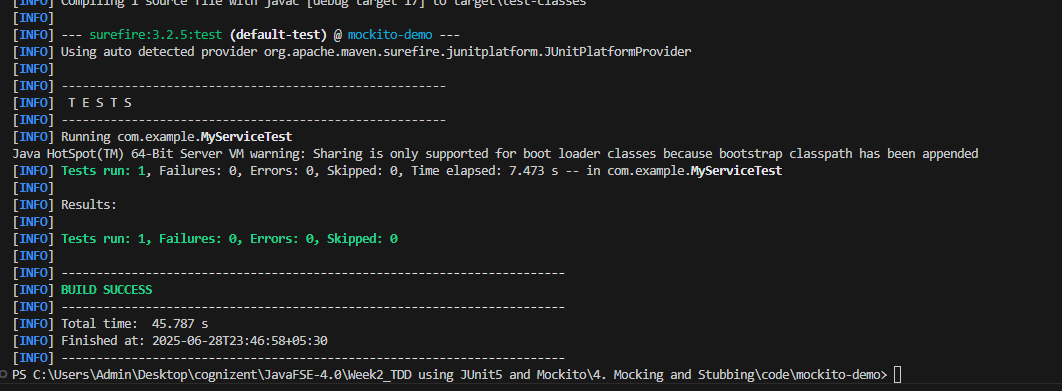 [INFO] Compiling 1 source file with javac [debug target 17] to target\test-classes
[INFO]
[INFO] --- surefire:3.2.5:test (default-test) @ mockito-demo ---
[INFO] Using auto detected provider org.apache.maven.surefire.junitplatform.JUnitPlatformProvider
[INFO]
[INFO] -------------------------------------------------------
[INFO]  T E S T S
[INFO] -------------------------------------------------------
[INFO] Running com.example.MyServiceTest
Java HotSpot(TM) 64-Bit Server VM warning: Sharing is only supported for boot loader classes because bootstrap classpath has been appended
[INFO] Tests run: 1, Failures: 0, Errors: 0, Skipped: 0, Time elapsed: 7.473 s -- in com.example.MyServiceTest
[INFO]
[INFO] Results:
[INFO]
[INFO] Tests run: 1, Failures: 0, Errors: 0, Skipped: 0
[INFO]
[INFO] ------------------------------------------------------------------------
[INFO] BUILD SUCCESS
[INFO] ------------------------------------------------------------------------
[INFO] Total time:  45.787 s
[INFO] Finished at: 2025-06-28T23:46:58+05:30
[INFO] ------------------------------------------------------------------------
PS C:\Users\Admin\Desktop\cognizent\JavaFSE-4.0\Week2_TDD using JUnit5 and Mockito\4. Mocking and Stubbing\code\mockito-demo>